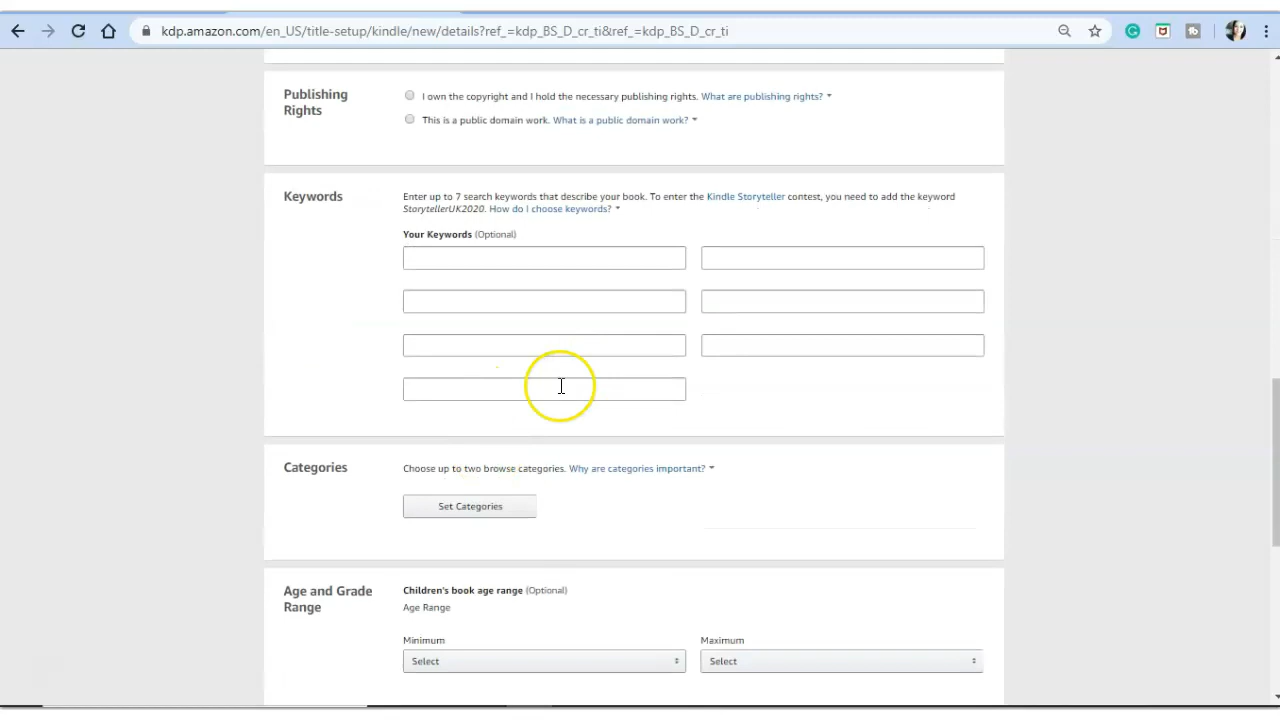 kdp.amazon.com/en_US/title-setup/kindle/new/details?ref_=kdp_BS_D_cr_ti&ref_=kdp_BS_D_cr_ti
Publishing Rights
I own the copyright and I hold the necessary publishing rights. What are publishing rights?
This is a public domain work. What is a public domain work?
Keywords
Enter up to 7 search keywords that describe your book. To enter the Kindle Storyteller contest, you need to add the keyword
StorytellerUK2020. How do I choose keywords?
Your Keywords (Optional)
Categories
Choose up to two browse categories. Why are categories important?
Set Categories
Age and Grade
Range
Children's book age range (Optional)
Age Range
Minimum
Maximum
Select
Select